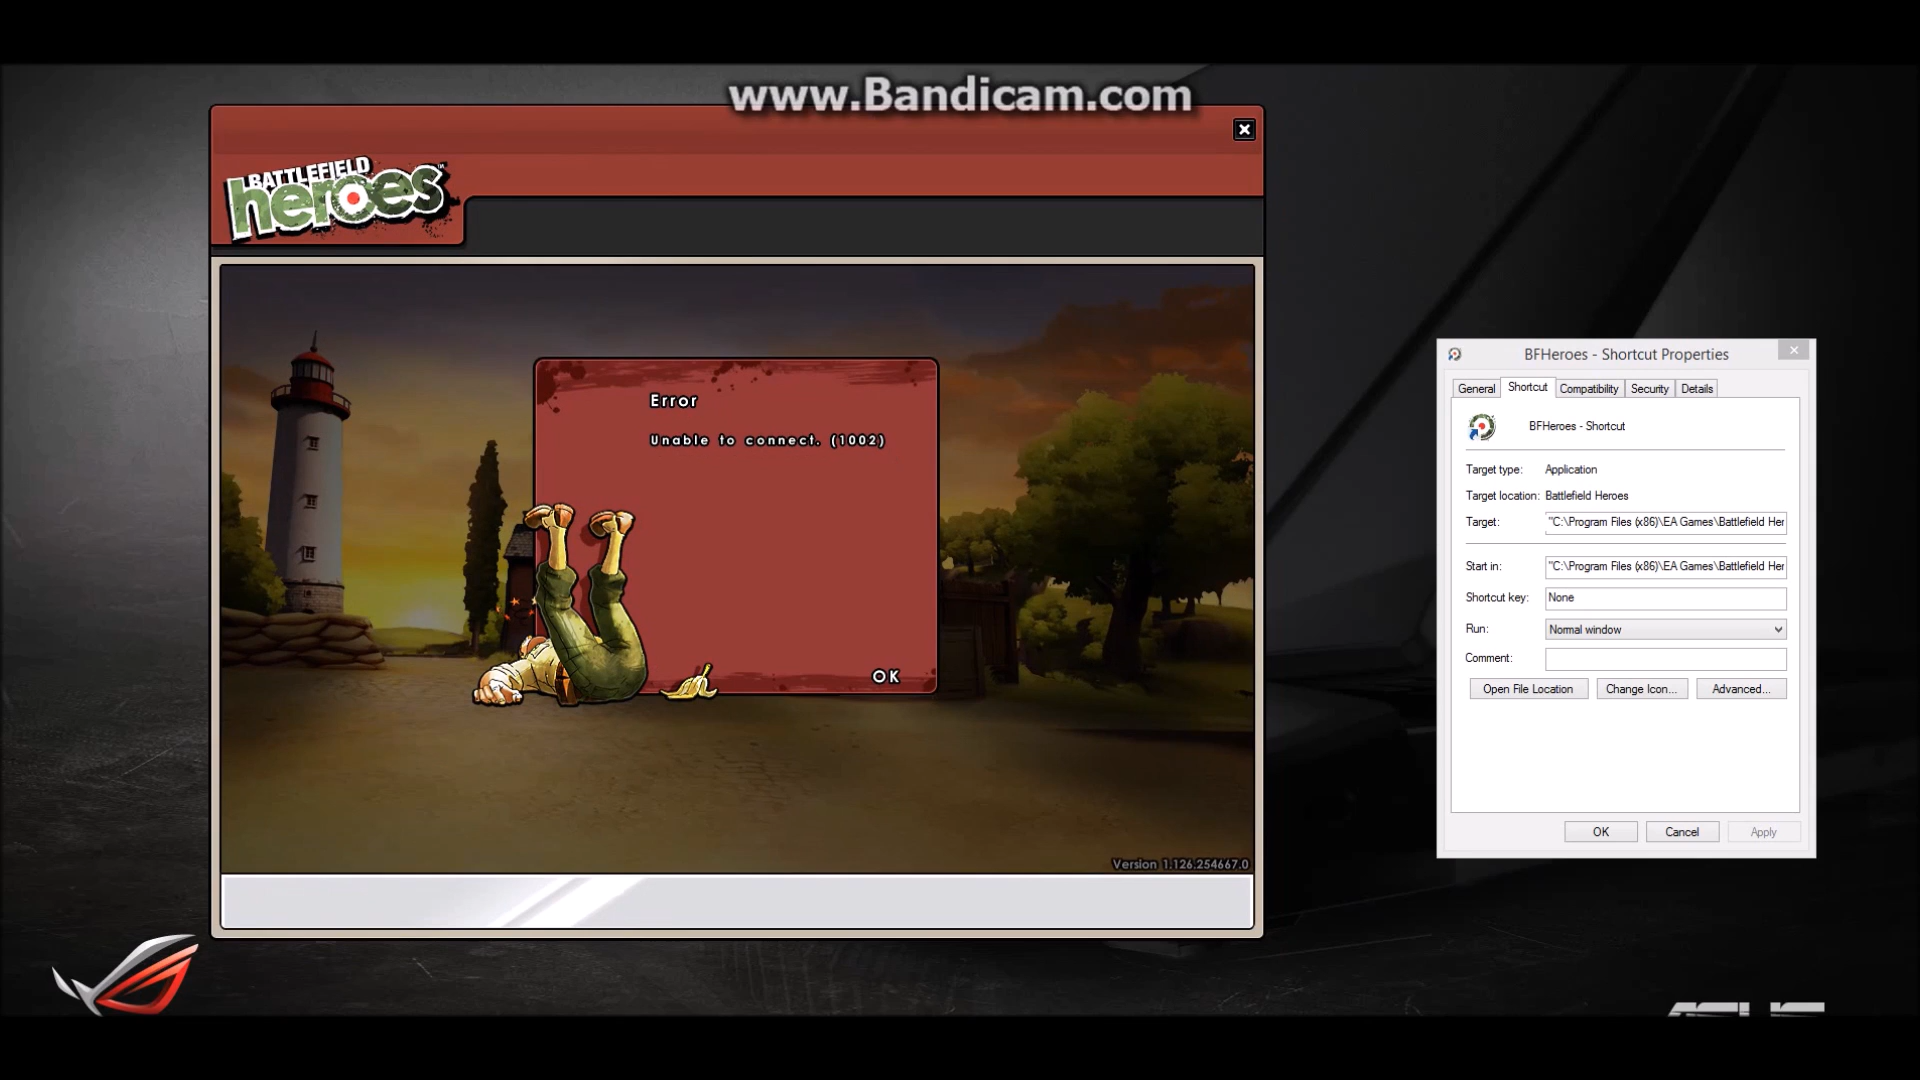 www.Bandicam.com
BATTLEFIELD
heroes™
Error
Unable to connect. (1002)
OK
Version 1.126.254667.0
BFHeroes - Shortcut Properties
General Shortcut Compatibility Security Details
BFHeroes - Shortcut
Target type: Application
Target location: Battlefield Heroes
Target: "C:\Program Files (x86)\EA Games\Battlefield Her
Start in: "C:\Program Files (x86)\EA Games\Battlefield Her
Shortcut key: None
Run: Normal window
Comment:
Open File Location Change Icon... Advanced...
OK Cancel Apply